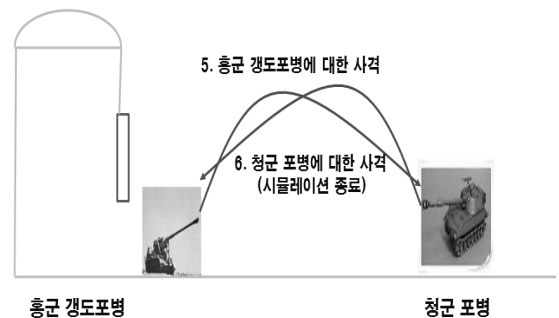 5. 홍군 갱도포병에 대한 사격
6. 청군 포병에 대한 사격
(시뮬레이션 종료)
홍군 갱도포병
청군 포병